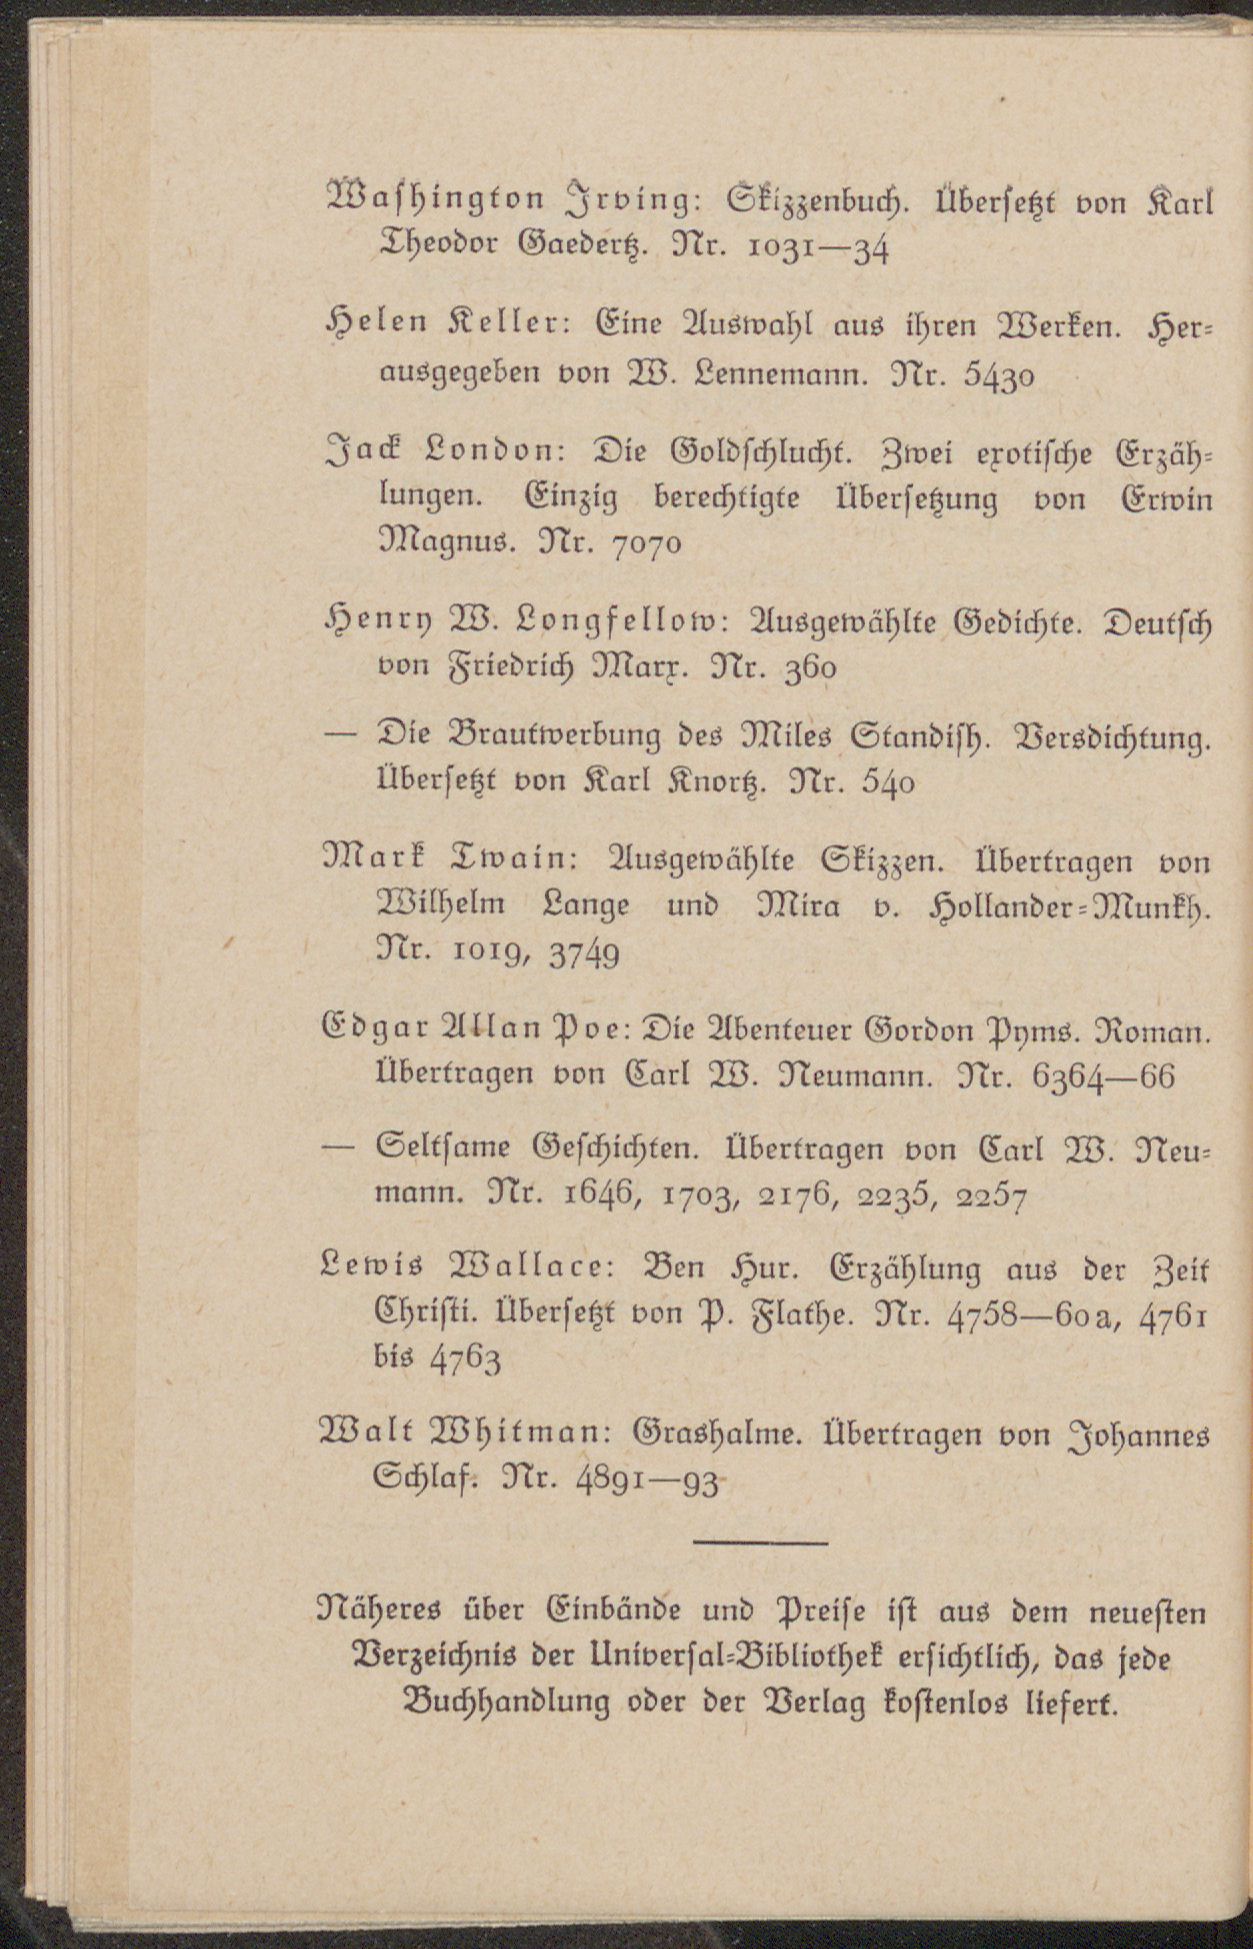 Washington Irving: Skizzenbuch. Übersetzt von Karl
Theodor Gaedertz. Nr. 1031—34
Helen Keller: Eine Auswahl aus ihren Werken. Her-
ausgegeben von W. Lennemann. Nr. 5430
Jack London: Die Goldschlucht. Zwei exotische Erzäh-
lungen. Einzig berechtigte Übersetzung von Erwin
Magnus. Nr. 7070
Henry W. Longfellow: Ausgewählte Gedichte. Deutsch
von Friedrich Marx. Nr. 360
— Die Brautwerbung des Miles Standish. Versdichtung.
Übersetzt von Karl Knortz. Nr. 540
Mark Twain: Ausgewählte Skizzen. Übertragen von
Wilhelm Lange und Mira v. Hollander-Munkh.
Nr. 1019, 3749
Edgar Allan Poe: Die Abenteuer Gordon Pyms. Roman.
Übertragen von Carl W. Neumann. Nr. 6364—66
— Seltsame Geschichten. Übertragen von Carl W. Neu-
mann. Nr. 1646, 1703, 2176, 2235, 2257
Lewis Wallace: Ben Hur. Erzählung aus der Zeit
Christi. Übersetzt von P. Flathe. Nr. 4758—60a, 4761
bis 4763
Walt Whitman: Grashalme. Übertragen von Johannes
Schlaf. Nr. 4891—93
Näheres über Einbände und Preise ist aus dem neuesten
Verzeichnis der Universal-Bibliothek ersichtlich, das jede
Buchhandlung oder der Verlag kostenlos liefert.